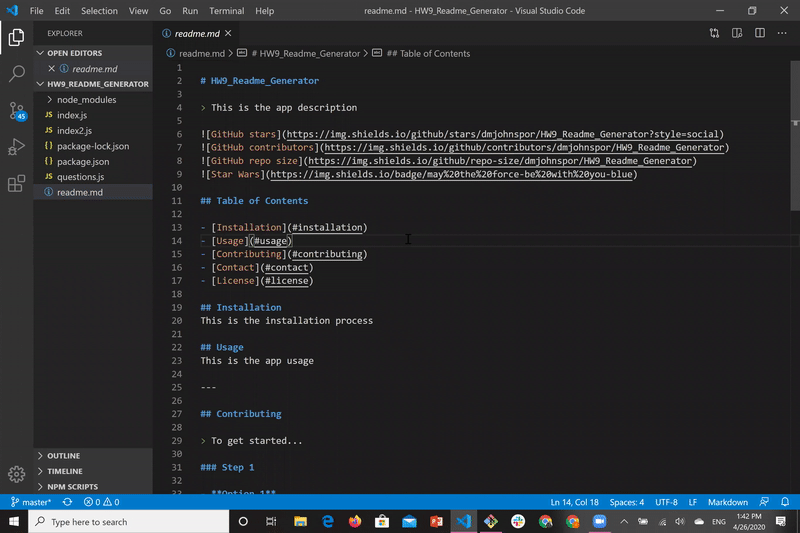 File Edit Selection View Go Run Terminal Help readme.md - HW9_Readme_Generator - Visual Studio Code
EXPLORER
OPEN EDITORS
readme.md
HW9_README_GENERATOR
node_modules
index.js
index2.js
package-lock.json
package.json
questions.js
readme.md
OUTLINE
TIMELINE
NPM SCRIPTS
45
readme.md
readme.md > # HW9_Readme_Generator > ## Table of Contents
1
2 # HW9_Readme_Generator
3
4 > This is the app description
5
6 ![GitHub stars](https://img.shields.io/github/stars/dmjohnspor/HW9_Readme_Generator?style=social)
7 ![GitHub contributors](https://img.shields.io/github/contributors/dmjohnspor/HW9_Readme_Generator)
8 ![GitHub repo size](https://img.shields.io/github/repo-size/dmjohnspor/HW9_Readme_Generator)
9 ![Star Wars](https://img.shields.io/badge/may%20the%20force-be%20with%20you-blue)
10
11 ## Table of Contents
12
13 - [Installation](#installation)
14 - [Usage](#usage)
15 - [Contributing](#contributing)
16 - [Contact](#contact)
17 - [License](#license)
18
19 ## Installation
20 This is the installation process
21
22 ## Usage
23 This is the app usage
24
25 ---
26
27 ## Contributing
28
29 > To get started...
30
31 ### Step 1
32
33 - **Option 1**
master* 0 0 Ln 14, Col 18 Spaces: 4 UTF-8 LF Markdown
Type here to search ENG 1:42 PM
4/26/2020